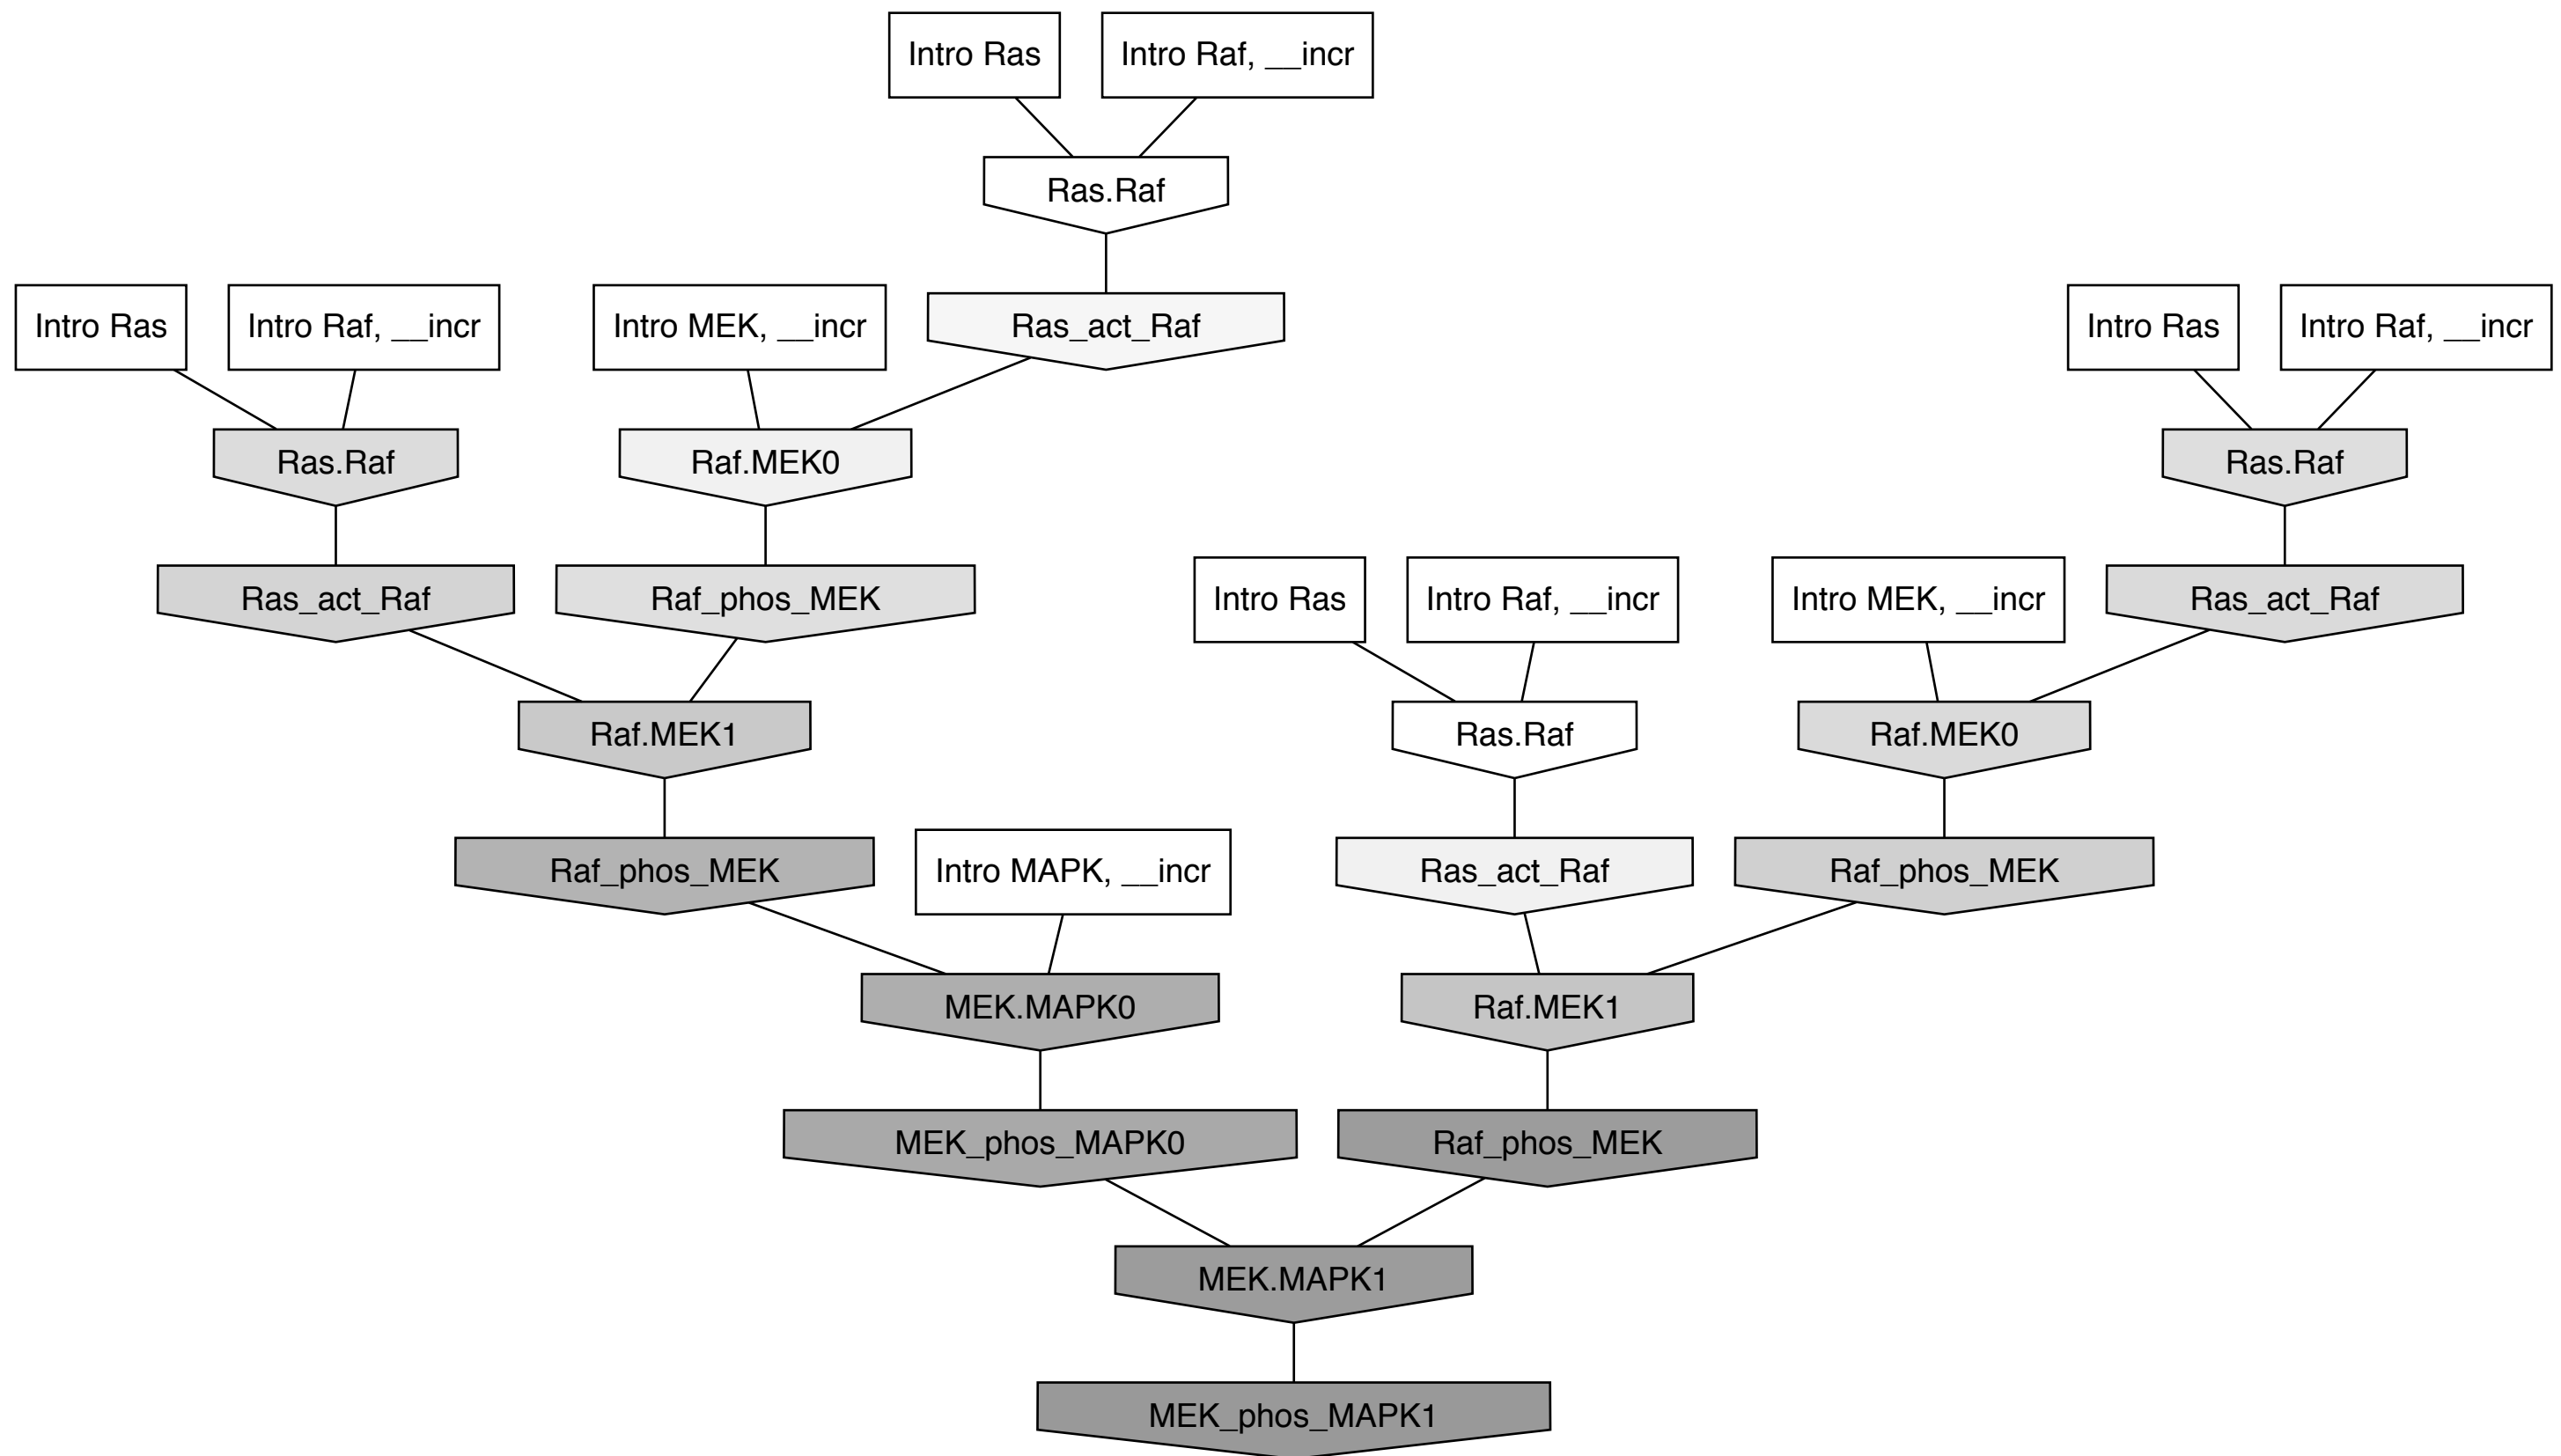 Intro Ras
Intro Raf, __incr
Ras.Raf
Intro Ras
Intro Raf, __incr
Intro MEK, __incr
Ras_act_Raf
Intro Ras
Intro Raf, __incr
Ras.Raf
Raf.MEK0
Ras.Raf
Ras_act_Raf
Raf_phos_MEK
Intro Ras
Intro Raf, __incr
Intro MEK, __incr
Ras_act_Raf
Raf.MEK1
Ras.Raf
Raf.MEK0
Raf_phos_MEK
Intro MAPK, __incr
Ras_act_Raf
Raf_phos_MEK
MEK.MAPK0
Raf.MEK1
MEK_phos_MAPK0
Raf_phos_MEK
MEK.MAPK1
MEK_phos_MAPK1